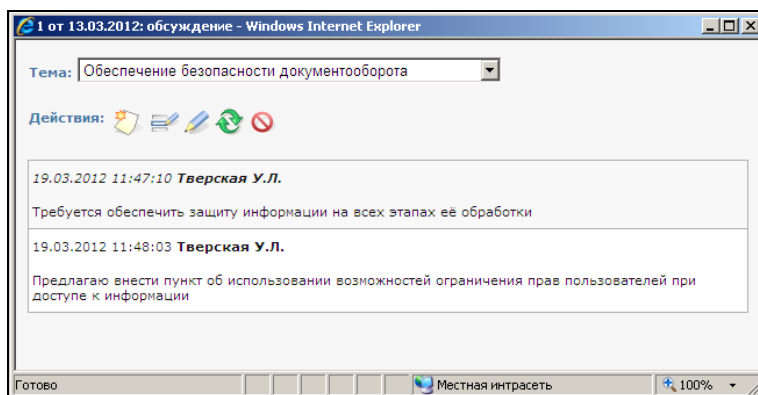 1 от 13.03.2012: обсуждение - Windows Internet Explorer
Тема: Обеспечение безопасности документооборота
Действия:
19.03.2012 11:47:10 Тверская У.Л.
Требуется обеспечить защиту информации на всех этапах её обработки
19.03.2012 11:48:03 Тверская У.Л.
Предлагаю внести пункт об использовании возможностей ограничения прав пользователей при
доступе к информации
Готово Местная интрасеть 100%